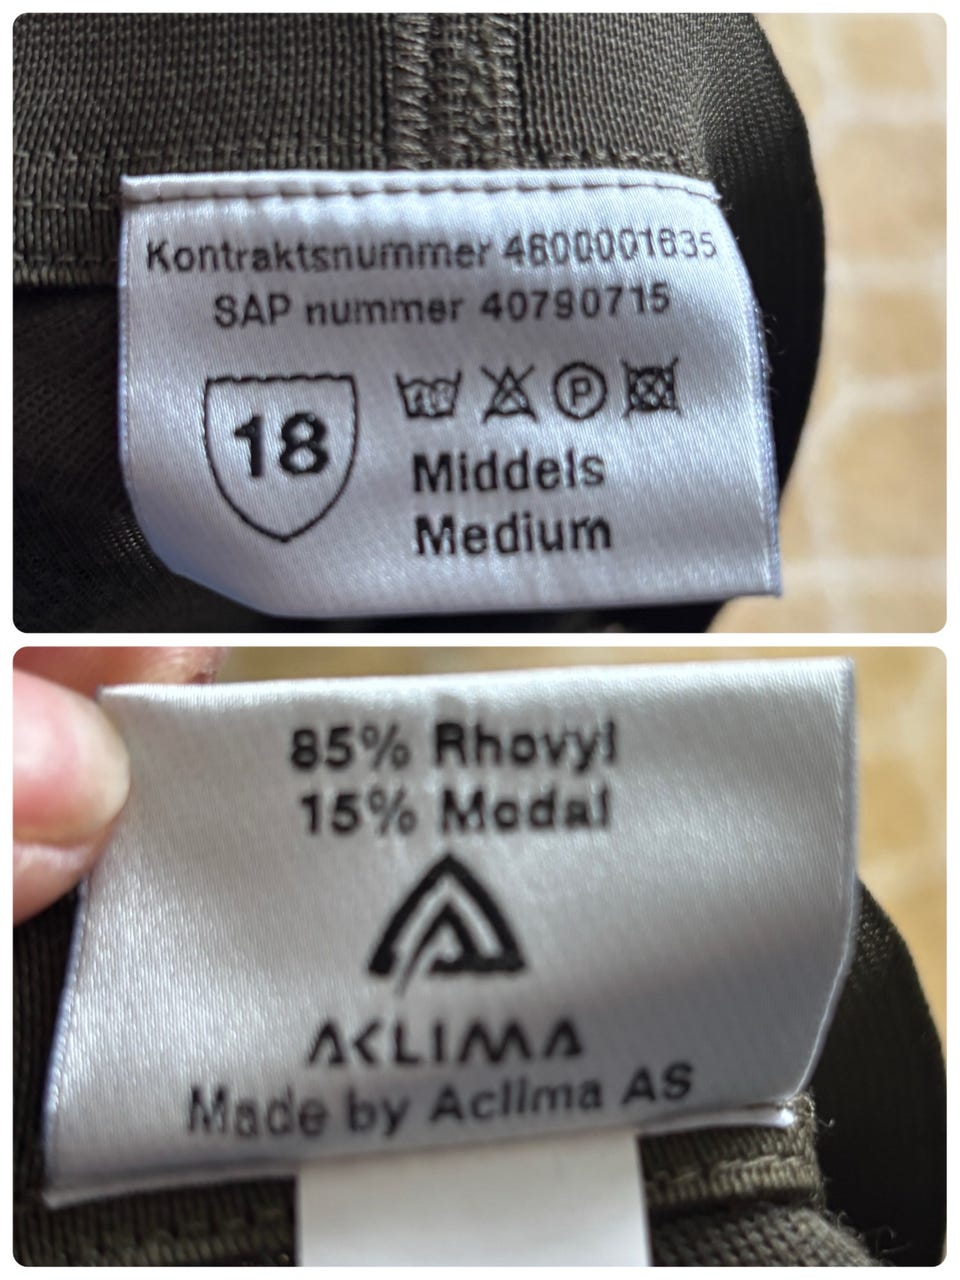 Kontraktsnummer 4600001635
SAP nummer 40790715
18
P
Middels
Medium
85% Rhovyl
15% Modal
ACLIMA
Made by Aclima AS